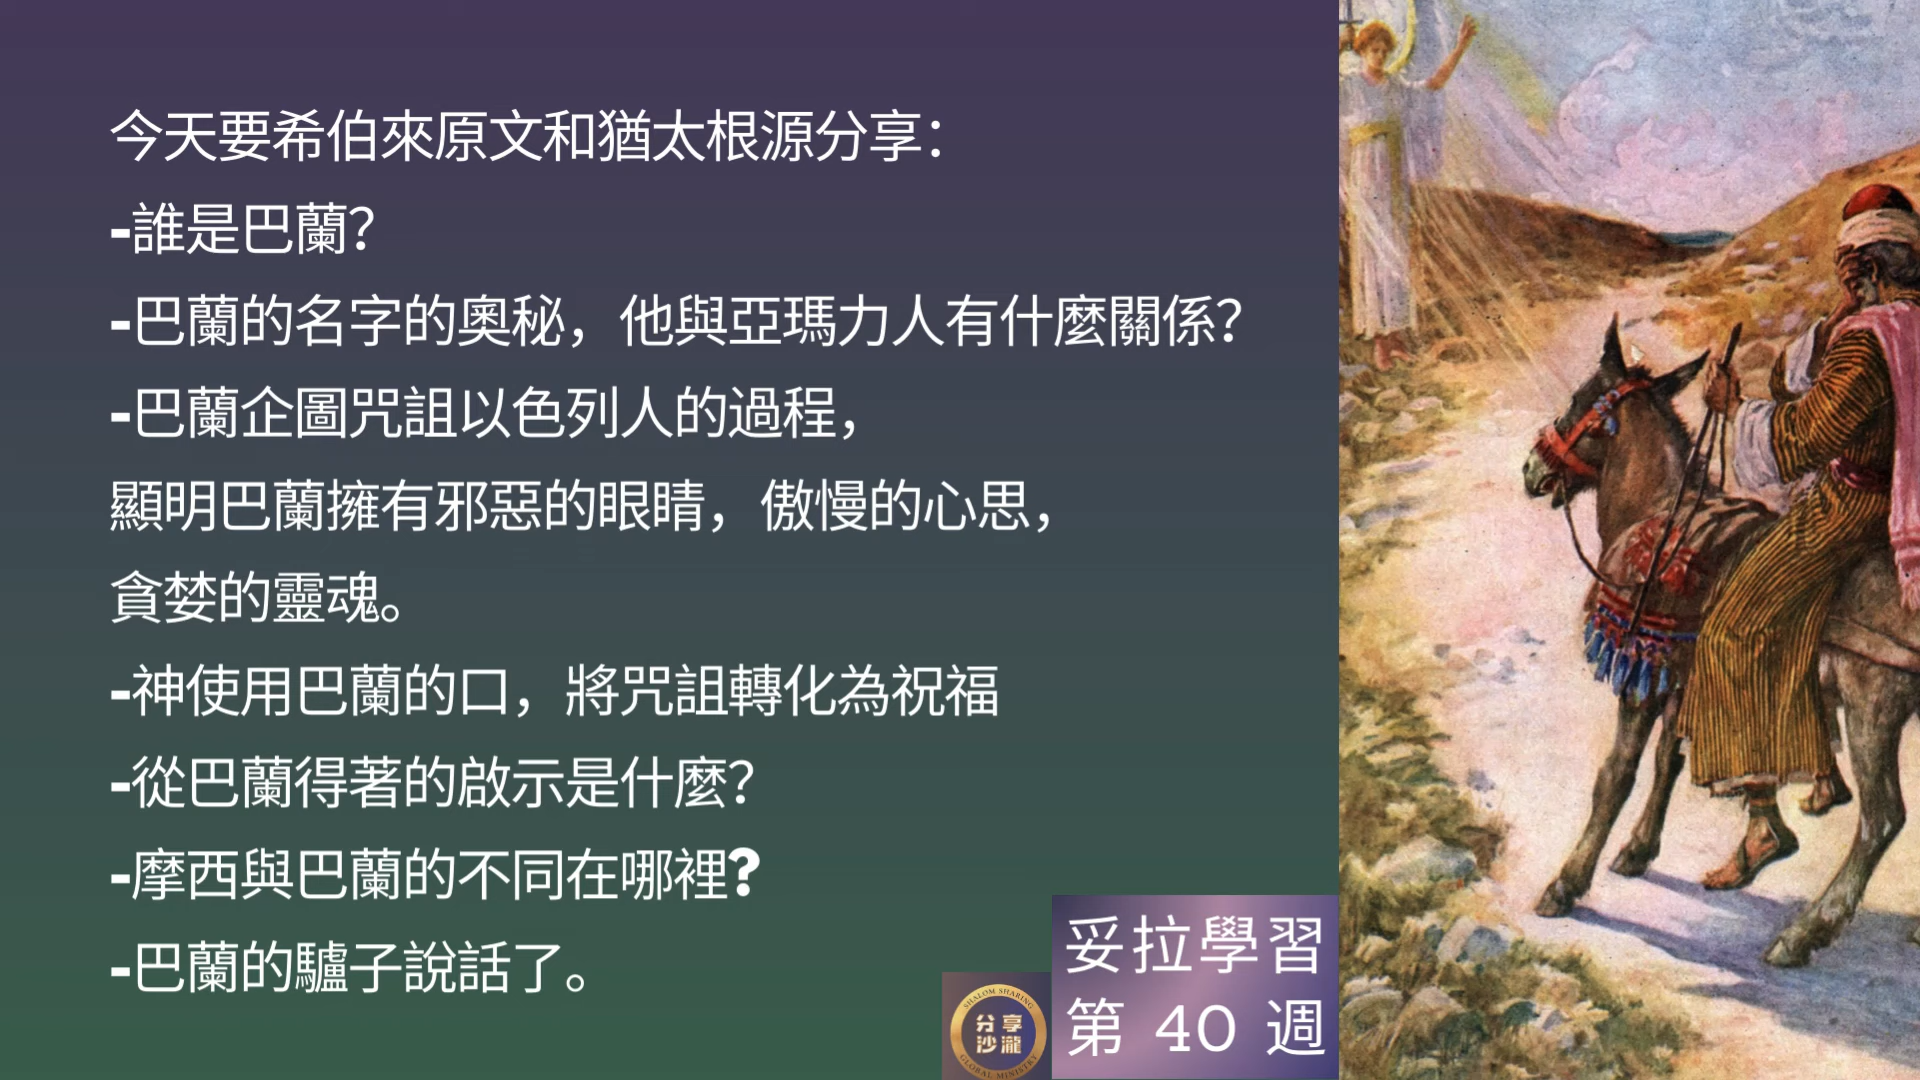 今天要希伯來原文和猶太根源分享：
-誰是巴蘭？
-巴蘭的名字的奧秘，他與亞瑪力人有什麼關係？
-巴蘭企圖咒詛以色列人的過程，
顯明巴蘭擁有邪惡的眼睛，傲慢的心思，
貪婪的靈魂。
-神使用巴蘭的口，將咒詛轉化為祝福
-從巴蘭得著的啟示是什麼？
-摩西與巴蘭的不同在哪裡?
-巴蘭的驢子說話了。
妥拉學習
第 40 週
SHALOM SHARING
分享
沙瀧
GLOBAL MINISTRY